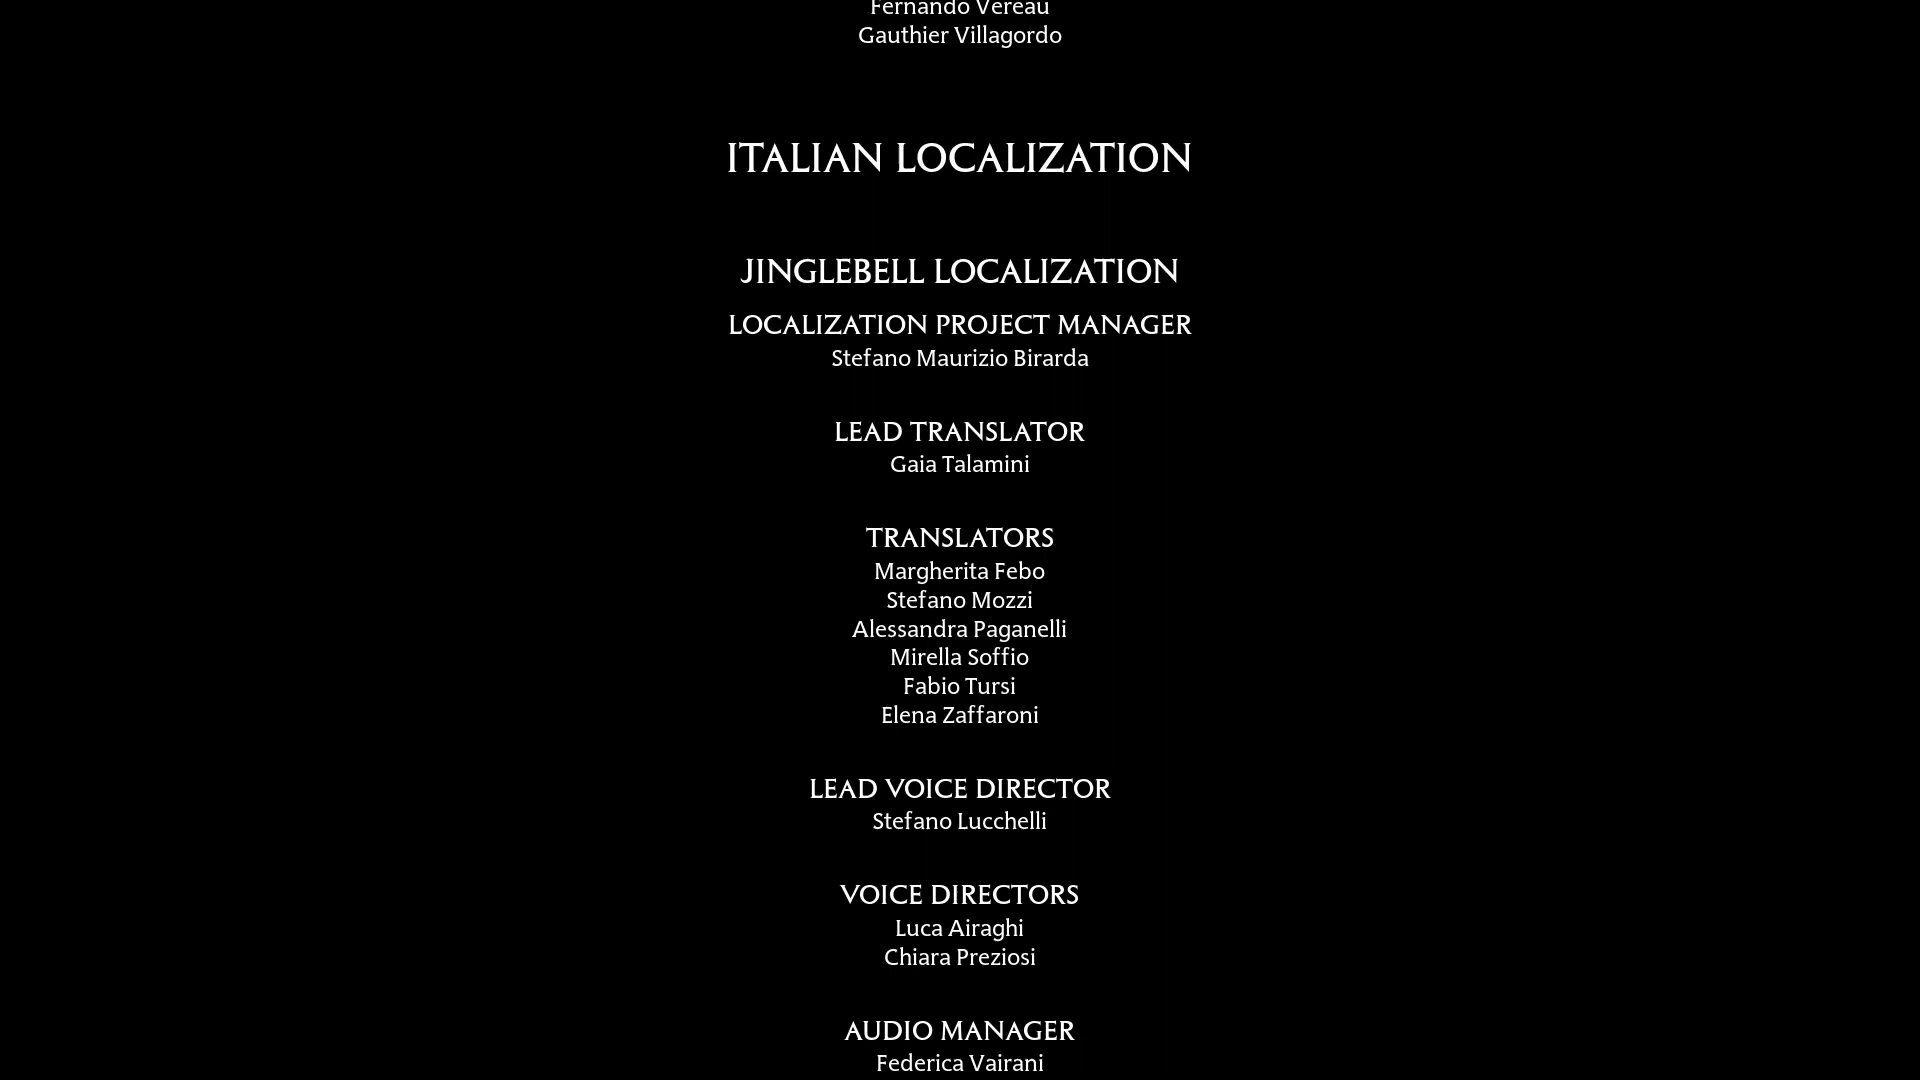 Fernando Vereau
Gauthier Villagordo
ITALIAN LOCALIZATION
JINGLEBELL LOCALIZATION
LOCALIZATION PROJECT MANAGER
Stefano Maurizio Birarda
LEAD TRANSLATOR
Gaia Talamini
TRANSLATORS
Margherita Febo
Stefano Mozzi
Alessandra Paganelli
Mirella Soffio
Fabio Tursi
Elena Zaffaroni
LEAD VOICE DIRECTOR
Stefano Lucchelli
VOICE DIRECTORS
Luca Airaghi
Chiara Preziosi
AUDIO MANAGER
Federica Vairani